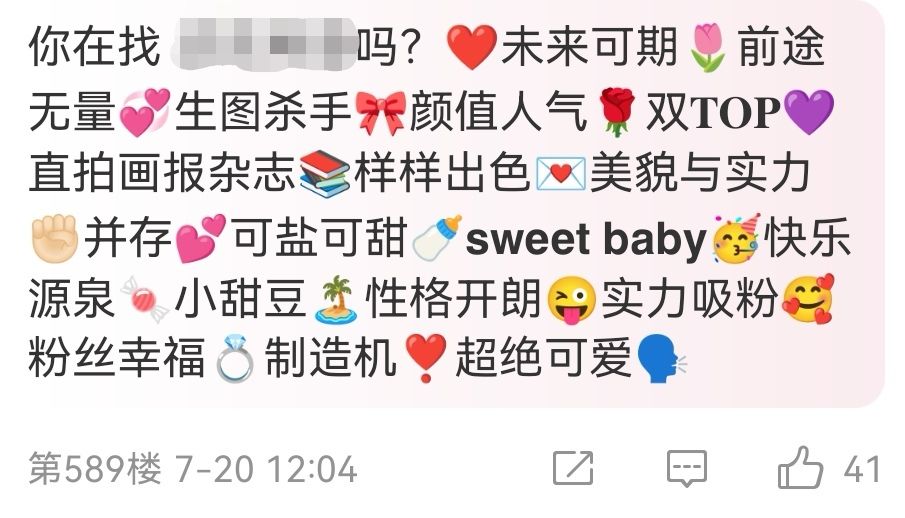 你在找 吗？❤️未来可期🌷前途
无量💞生图杀手🎀颜值人气🌹双TOP💜
直拍画报杂志📚样样出色💌美貌与实力
✊🏻并存💕可盐可甜🍼sweet baby🥳快乐
源泉🍬小甜豆🏝️性格开朗😜实力吸粉🥰
粉丝幸福💍制造机❣️超绝可爱🗣️
第589楼 7-20 12:04 41